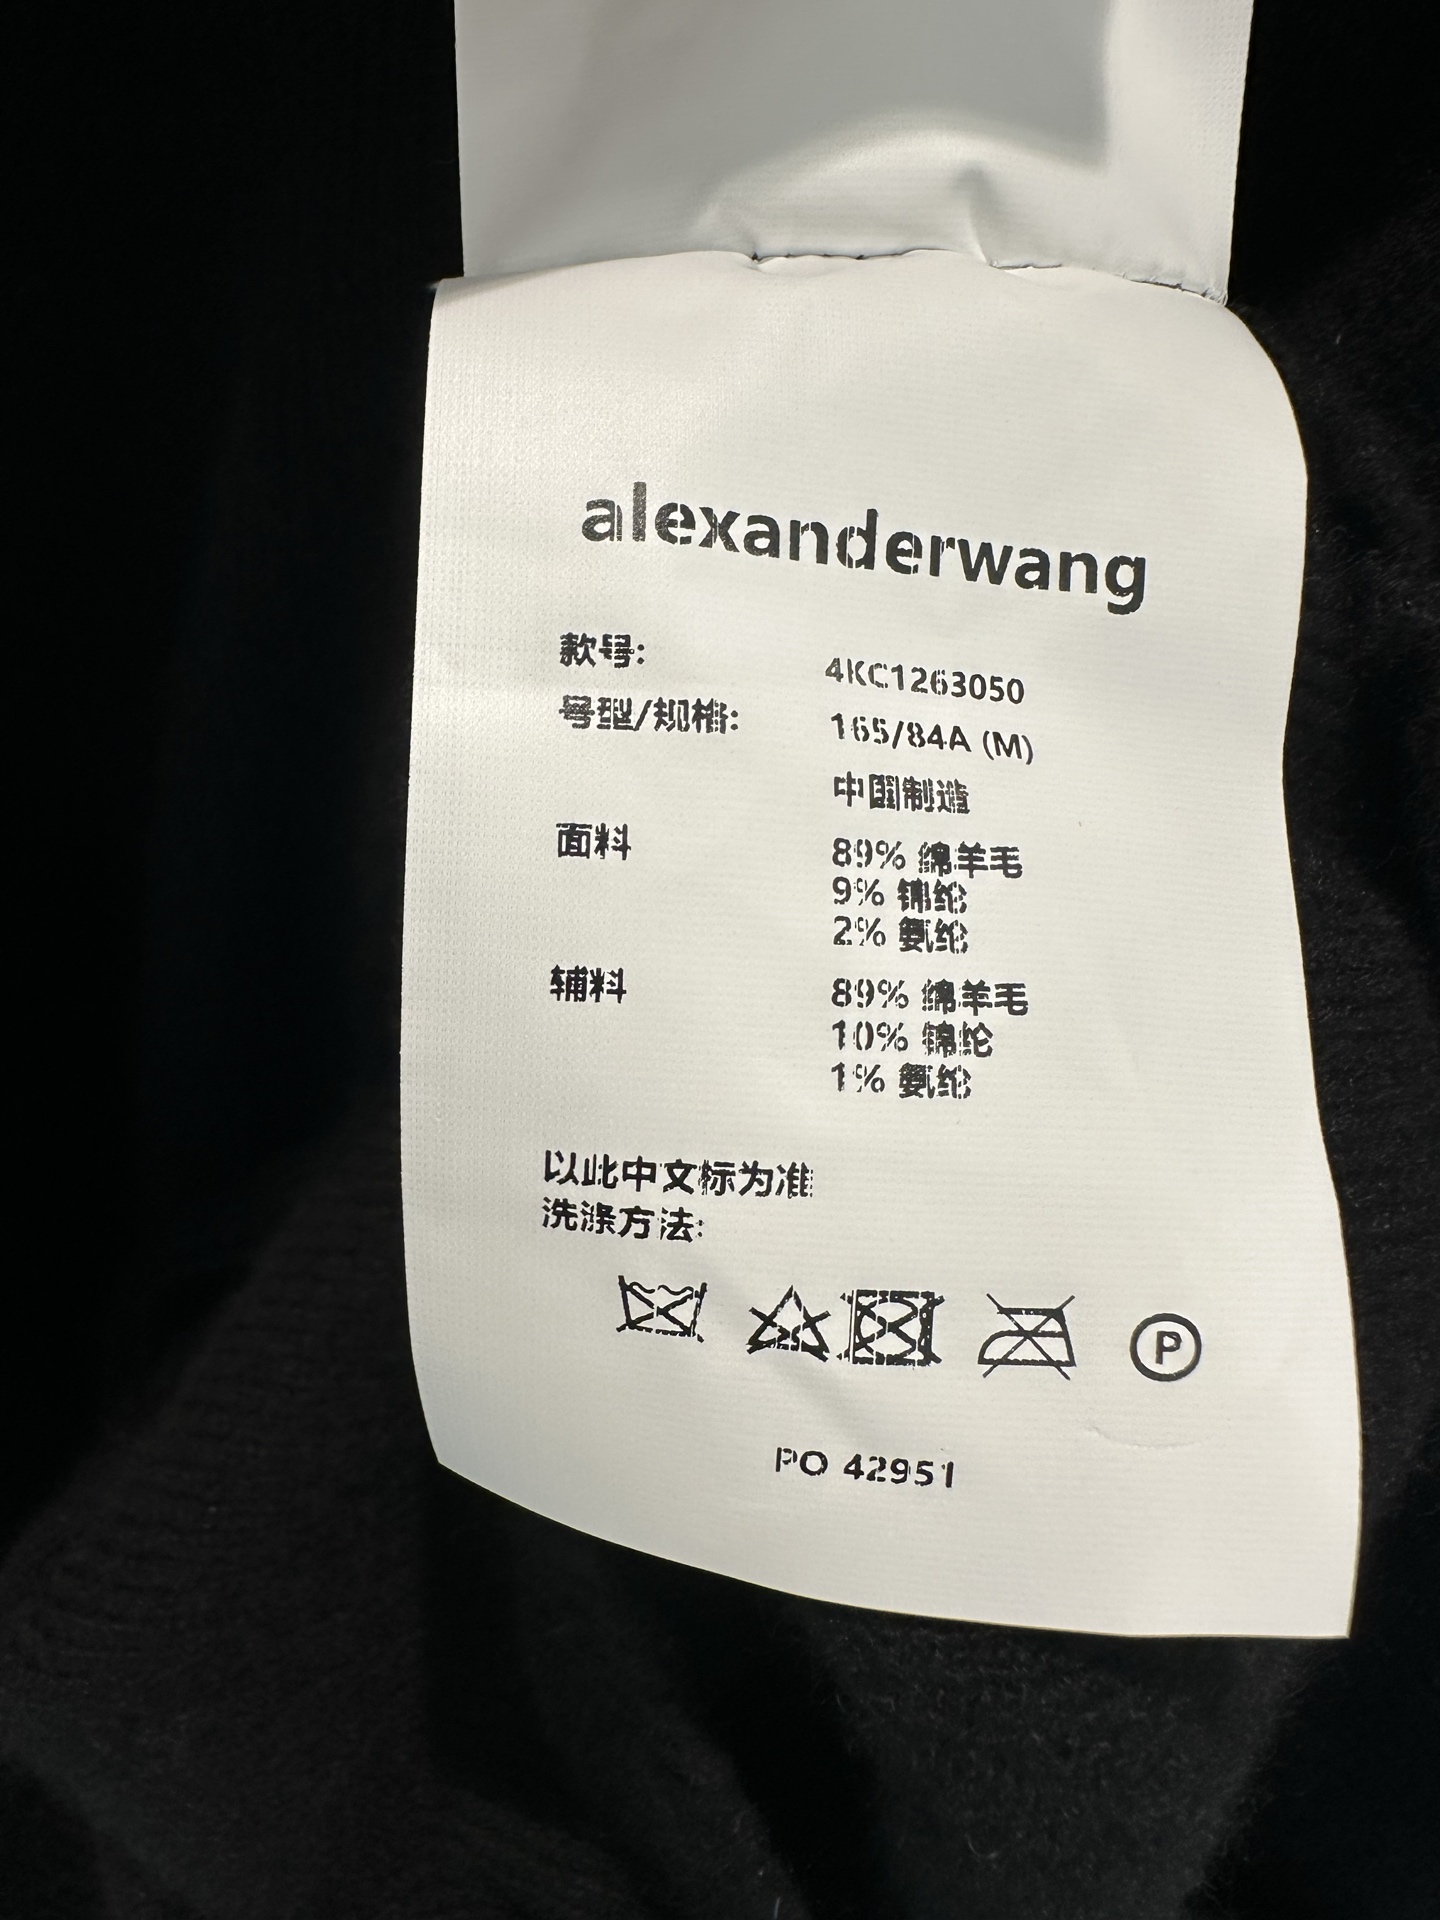 alexanderwang
款号: 4KC1263050
号型/规格: 165/84A (M)
中国制造
面料 89% 绵羊毛
9% 锦纶
2% 氨纶
辅料 89% 绵羊毛
10% 锦纶
1% 氨纶
以此中文标为准
洗涤方法:
P
PO 42951